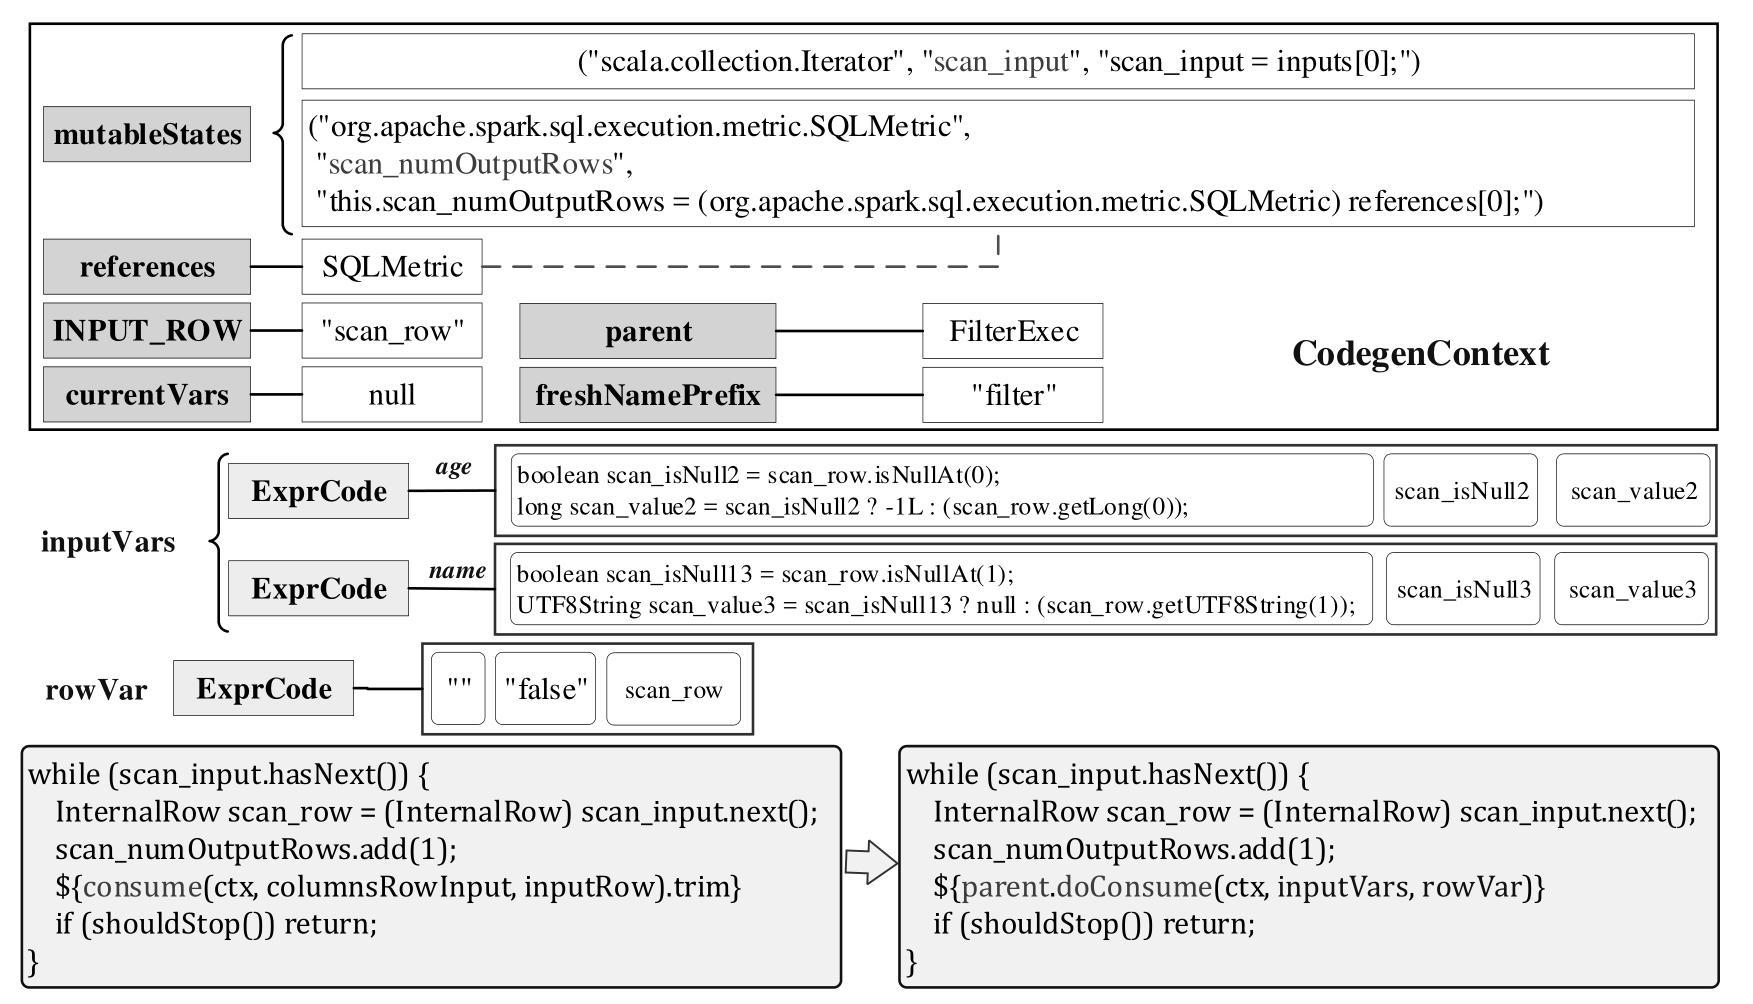 ("scala.collection.Iterator", "scan_input", "scan_input = inputs[0];")
mutableStates
("org.apache.spark.sql.execution.metric.SQLMetric",
"scan_numOutputRows",
"this.scan_numOutputRows = (org.apache.spark.sql.execution.metric.SQLMetric) references[0];")
references
SQLMetric
INPUT_ROW
"scan_row"
parent
FilterExec
CodegenContext
currentVars
null
freshNamePrefix
"filter"
inputVars
ExprCode
age
boolean scan_isNull2 = scan_row.isNullAt(0);
long scan_value2 = scan_isNull2 ? -1L : (scan_row.getLong(0));
scan_isNull2
scan_value2
ExprCode
name
boolean scan_isNull13 = scan_row.isNullAt(1);
UTF8String scan_value3 = scan_isNull13 ? null : (scan_row.getUTF8String(1));
scan_isNull3
scan_value3
rowVar
ExprCode
""
"false"
scan_row
while (scan_input.hasNext()) {
InternalRow scan_row = (InternalRow) scan_input.next();
scan_numOutputRows.add(1);
${consume(ctx, columnsRowInput, inputRow).trim}
if (shouldStop()) return;
}
while (scan_input.hasNext()) {
InternalRow scan_row = (InternalRow) scan_input.next();
scan_numOutputRows.add(1);
${parent.doConsume(ctx, inputVars, rowVar)}
if (shouldStop()) return;
}